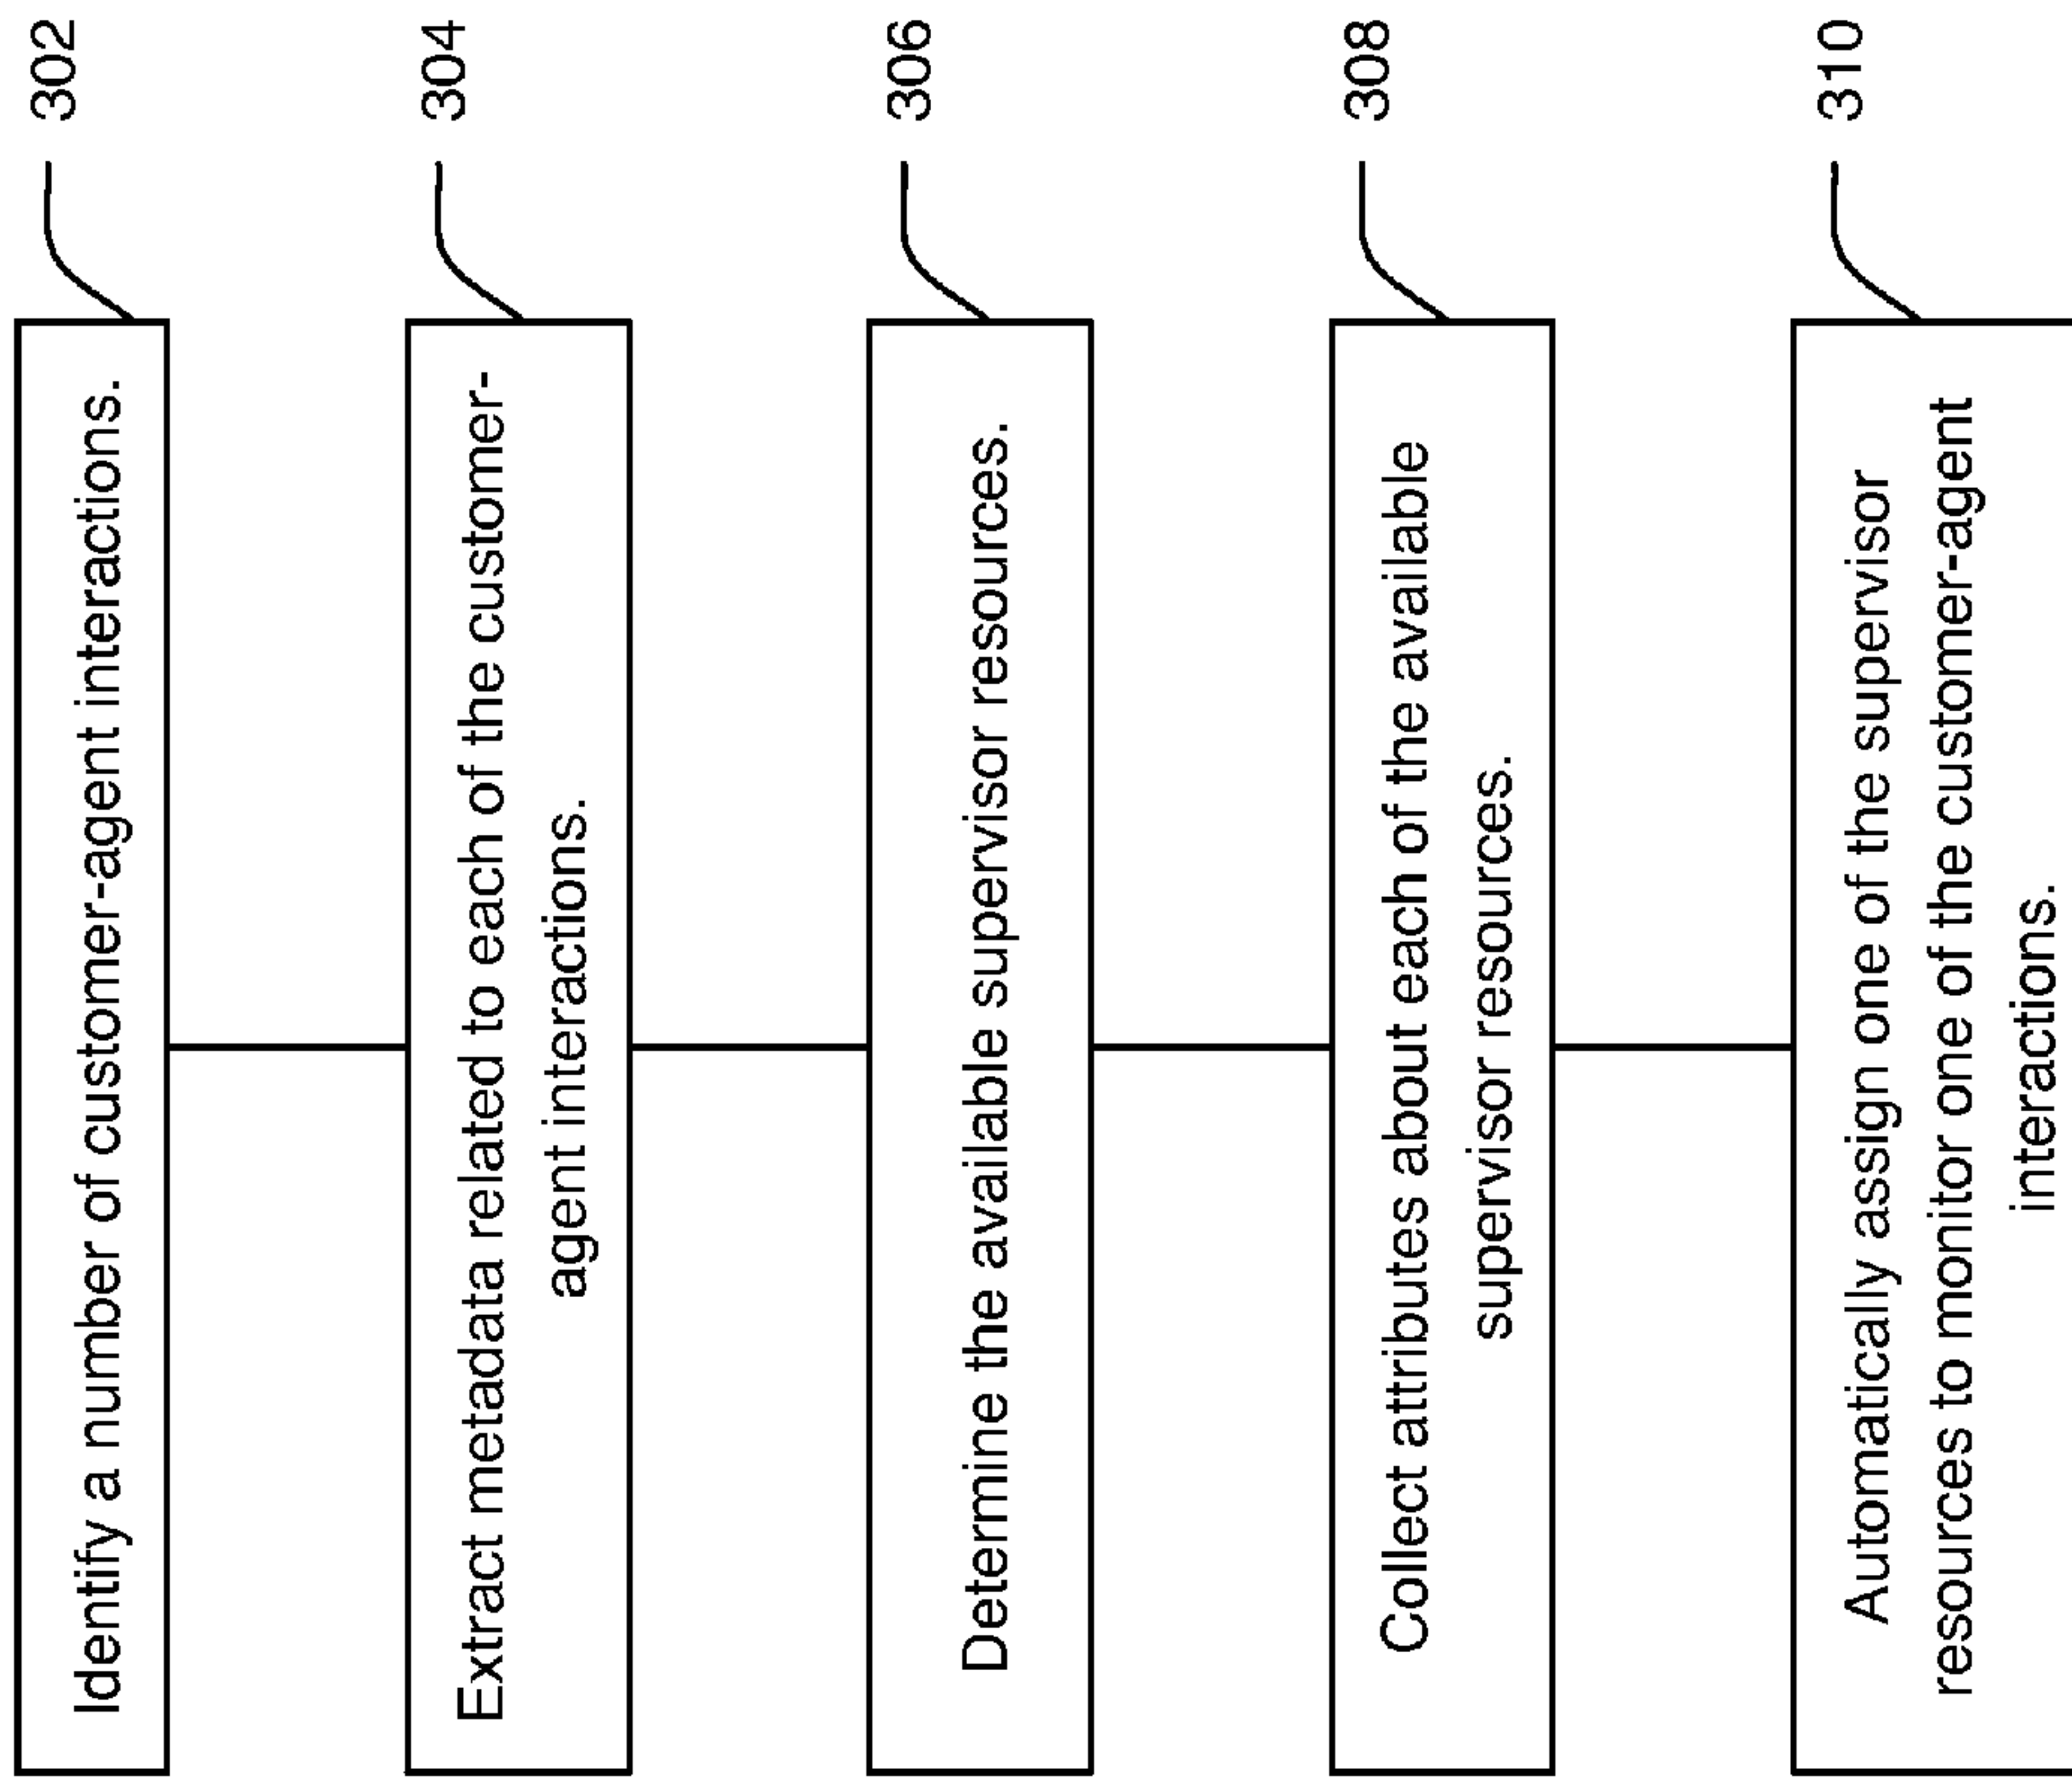 Identify a number of customer-agent interactions.
302
Extract metadata related to each of the customer-
agent interactions.
304
Determine the available supervisor resources.
306
Collect attributes about each of the available
supervisor resources.
308
Automatically assign one of the supervisor
resources to monitor one of the customer-agent
interactions.
310